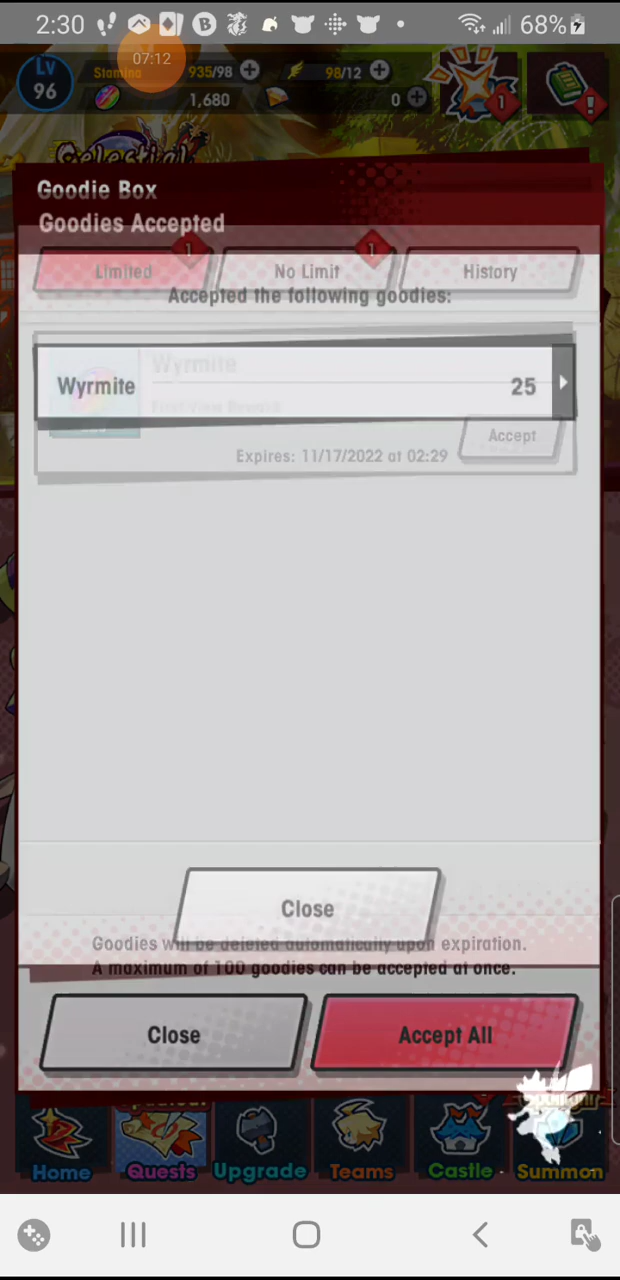 2:30
68%
07:12
Lv
96
Stamina
935/98
98/12
1,680
0
1
!
Celestial
Goodie Box
Goodies Accepted
1
1
Limited
No Limit
History
Accepted the following goodies:
Wyrmite
Wyrmite
25
Accept
Expires: 11/17/2022 at 02:29
Close
Goodies will be deleted automatically upon expiration.
A maximum of 100 goodies can be accepted at once.
Close
Accept All
Home
Quests
Upgrade
Teams
Castle
Summon